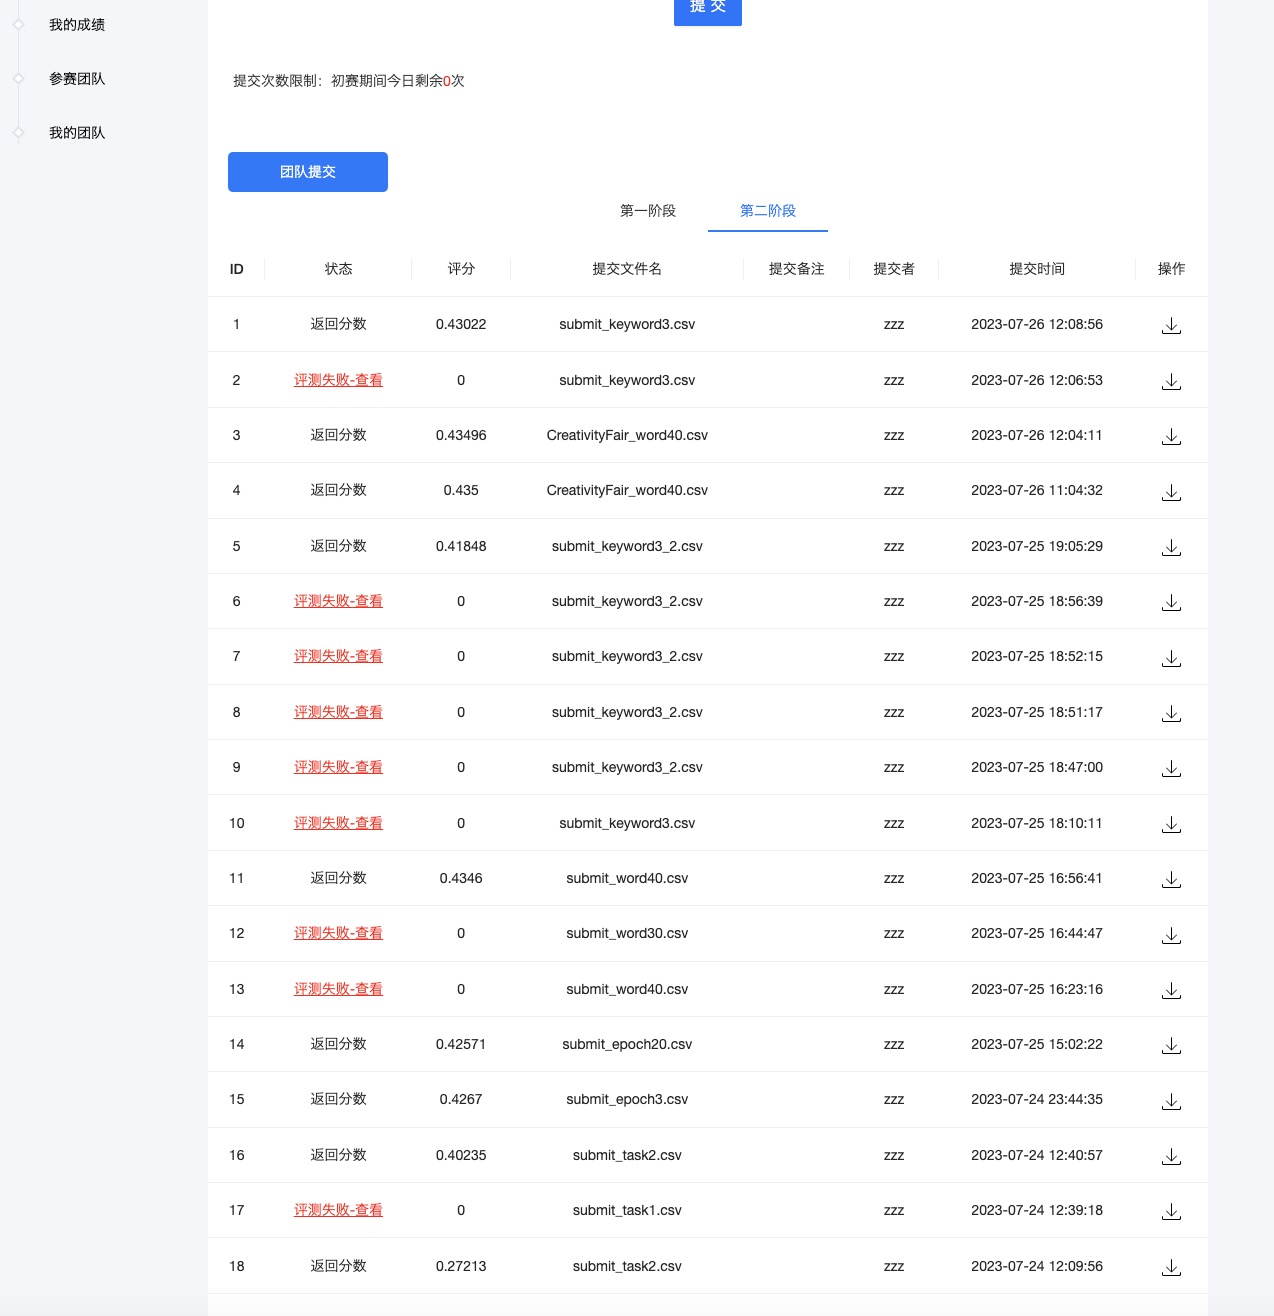 提 交
我的成绩
参赛团队
我的团队
提交次数限制：初赛期间今日剩余0次
团队提交
第一阶段 第二阶段
ID 状态 评分 提交文件名 提交备注 提交者 提交时间 操作
1 返回分数 0.43022 submit_keyword3.csv zzz 2023-07-26 12:08:56
2 评测失败-查看 0 submit_keyword3.csv zzz 2023-07-26 12:06:53
3 返回分数 0.43496 CreativityFair_word40.csv zzz 2023-07-26 12:04:11
4 返回分数 0.435 CreativityFair_word40.csv zzz 2023-07-26 11:04:32
5 返回分数 0.41848 submit_keyword3_2.csv zzz 2023-07-25 19:05:29
6 评测失败-查看 0 submit_keyword3_2.csv zzz 2023-07-25 18:56:39
7 评测失败-查看 0 submit_keyword3_2.csv zzz 2023-07-25 18:52:15
8 评测失败-查看 0 submit_keyword3_2.csv zzz 2023-07-25 18:51:17
9 评测失败-查看 0 submit_keyword3_2.csv zzz 2023-07-25 18:47:00
10 评测失败-查看 0 submit_keyword3.csv zzz 2023-07-25 18:10:11
11 返回分数 0.4346 submit_word40.csv zzz 2023-07-25 16:56:41
12 评测失败-查看 0 submit_word30.csv zzz 2023-07-25 16:44:47
13 评测失败-查看 0 submit_word40.csv zzz 2023-07-25 16:23:16
14 返回分数 0.42571 submit_epoch20.csv zzz 2023-07-25 15:02:22
15 返回分数 0.4267 submit_epoch3.csv zzz 2023-07-24 23:44:35
16 返回分数 0.40235 submit_task2.csv zzz 2023-07-24 12:40:57
17 评测失败-查看 0 submit_task1.csv zzz 2023-07-24 12:39:18
18 返回分数 0.27213 submit_task2.csv zzz 2023-07-24 12:09:56